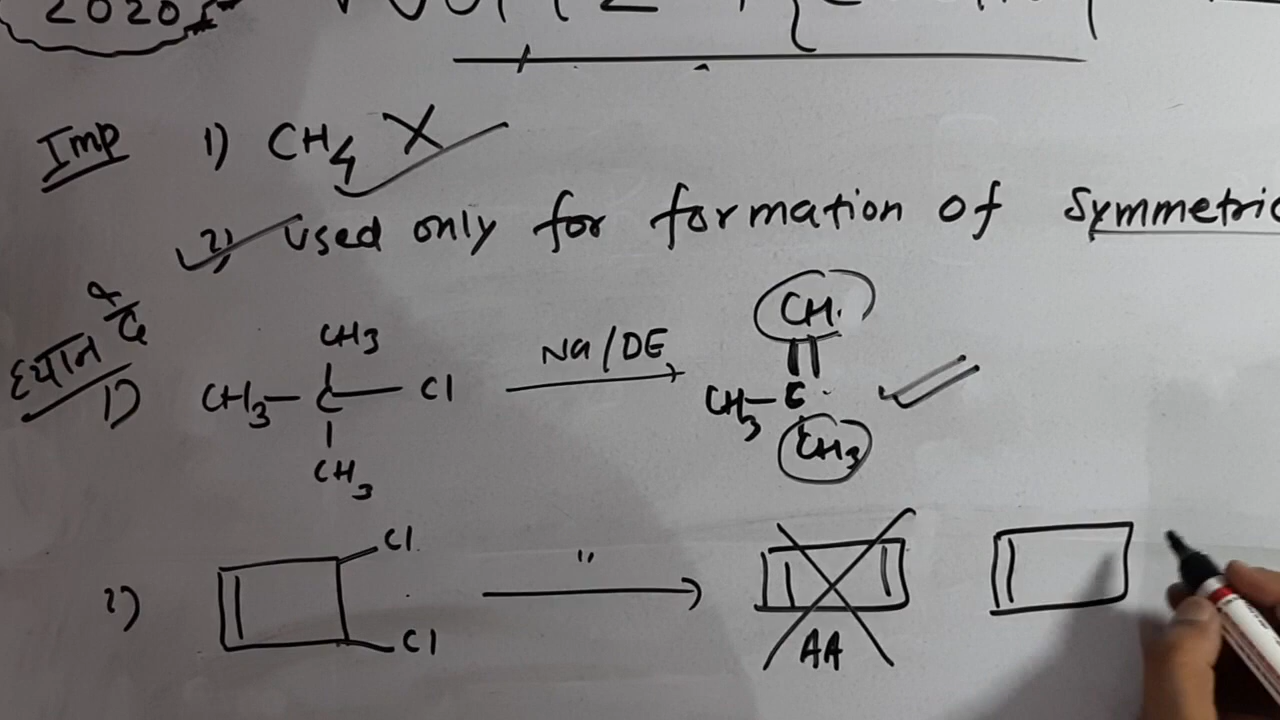 2020
Imp 1) CH4 X
2) used only for formation of Symmetric
ध्यान दे
1) CH3 CH3 - C - Cl CH3 Na/DE CH. CH3 - C. CH3
2) Cl. Cl " AA